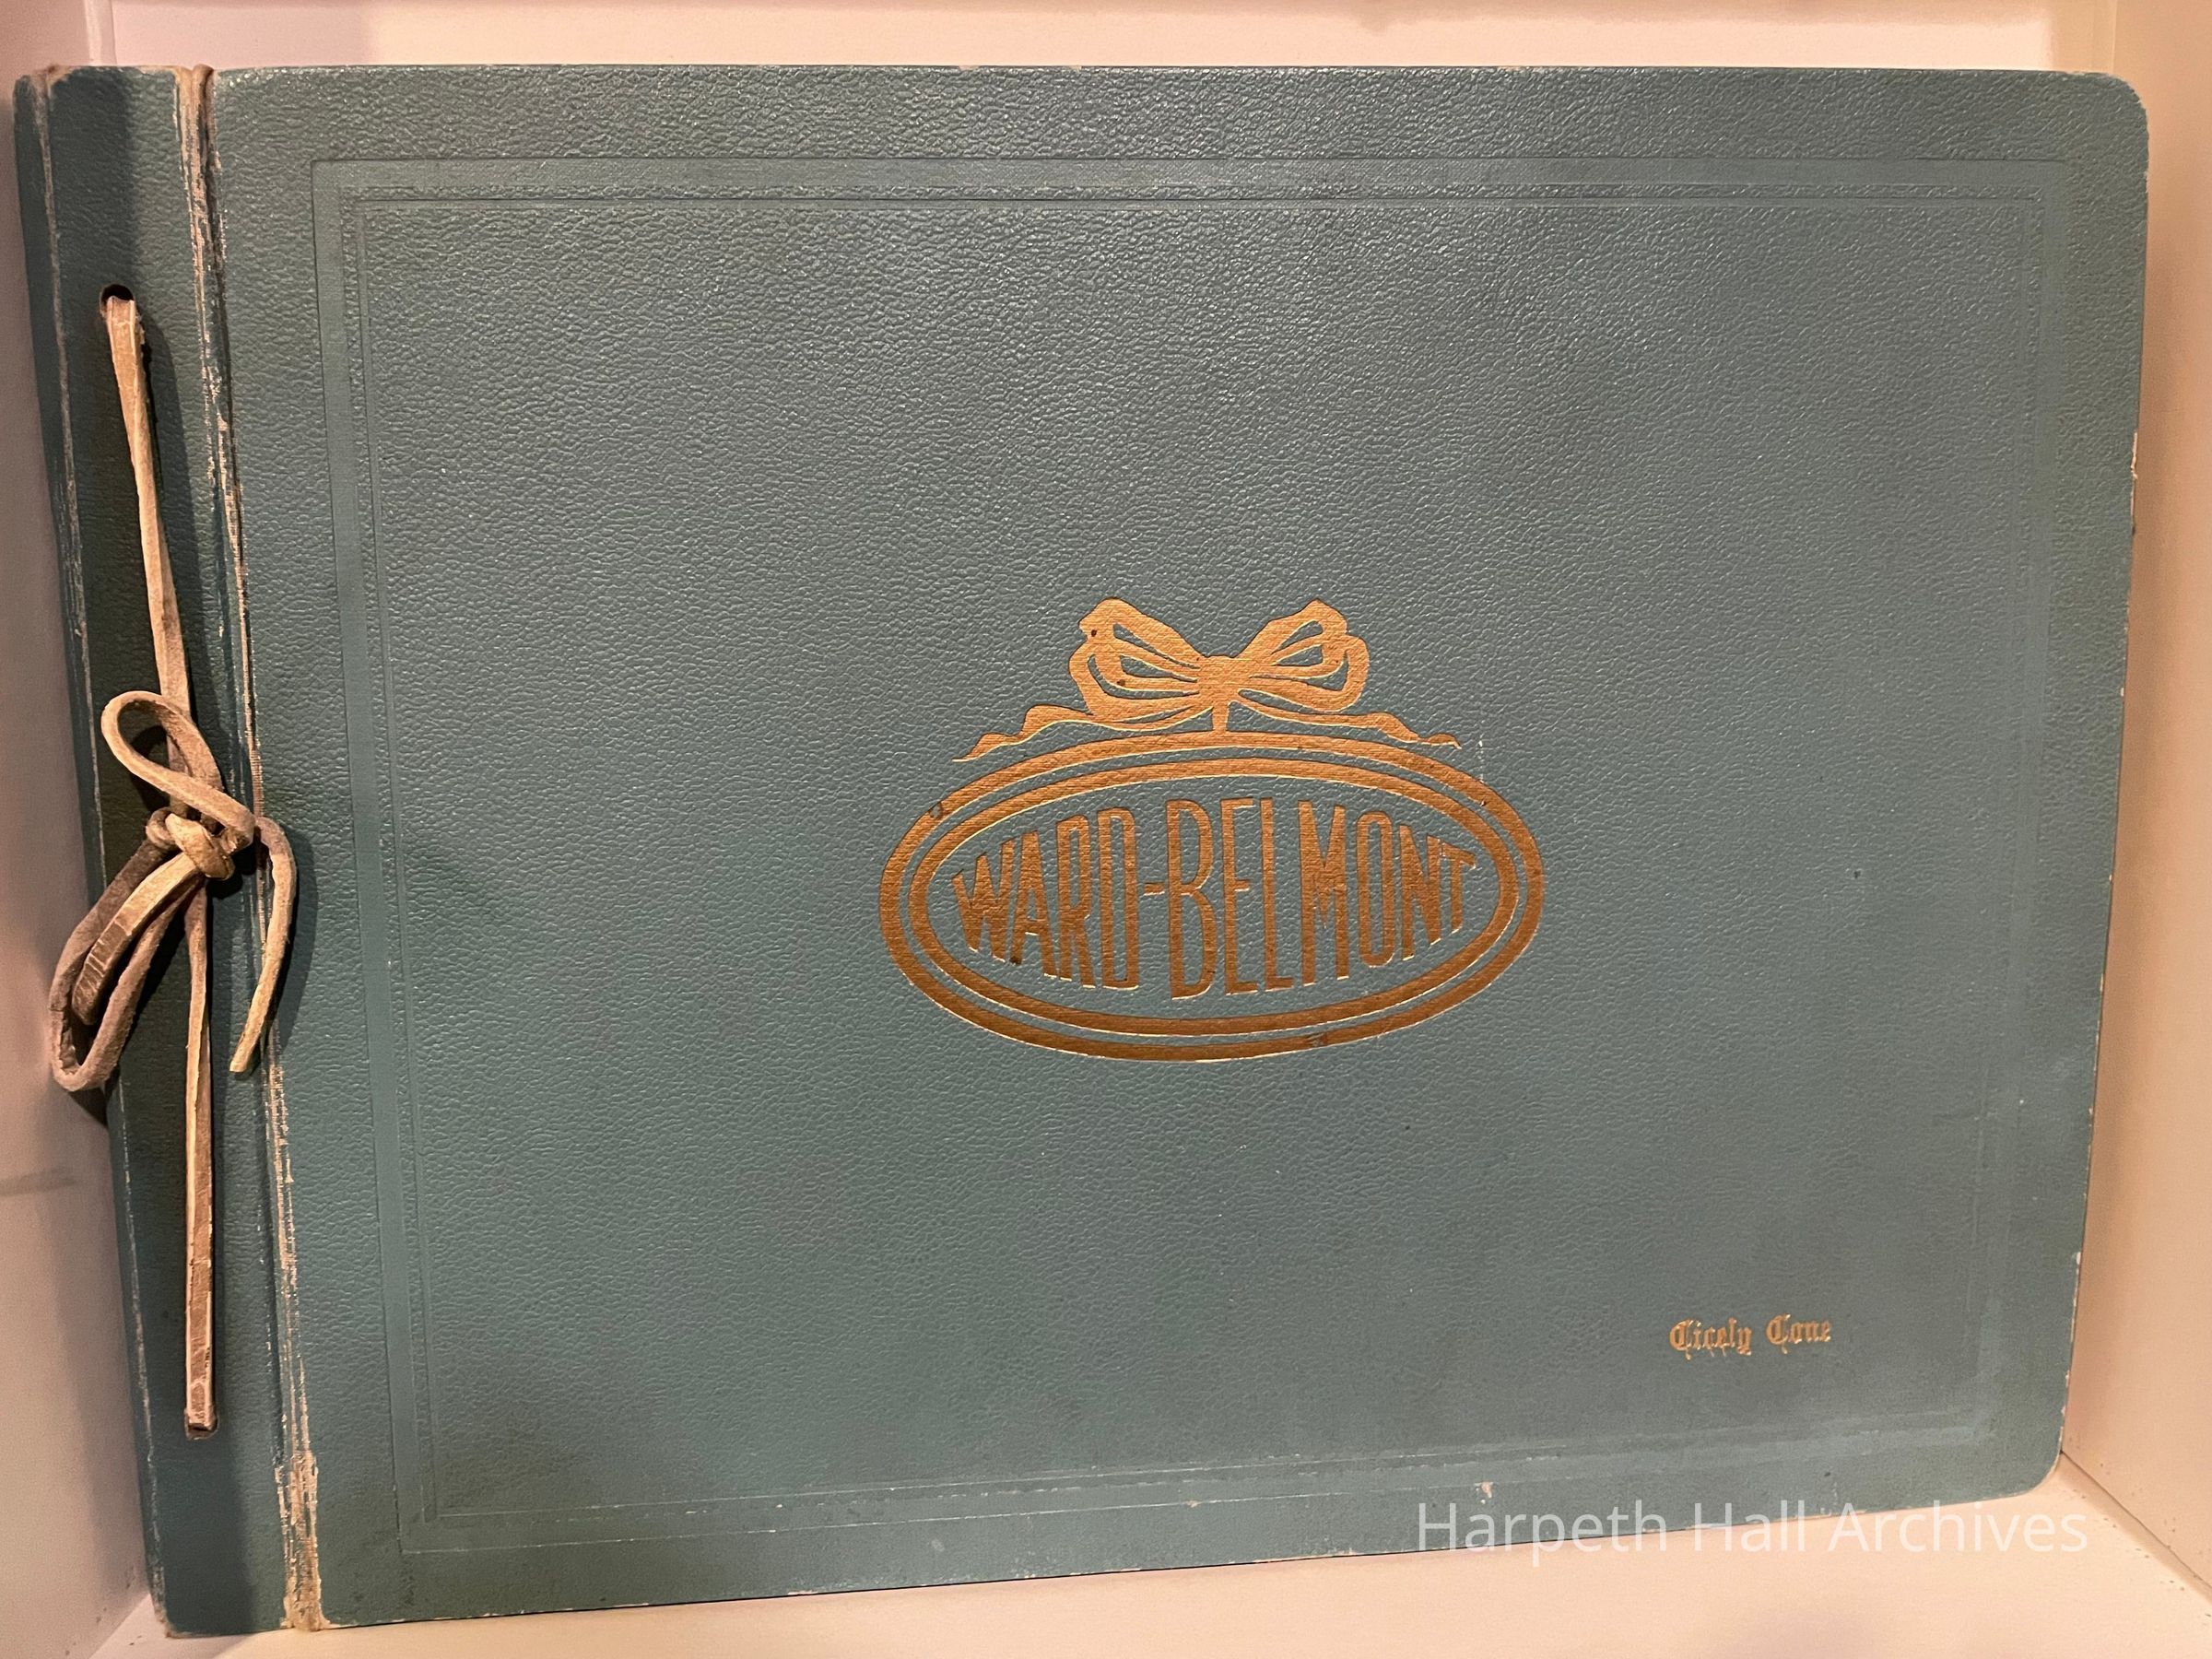 WARD-BELMONT
Cicely Cone
Harpeth Hall Archives